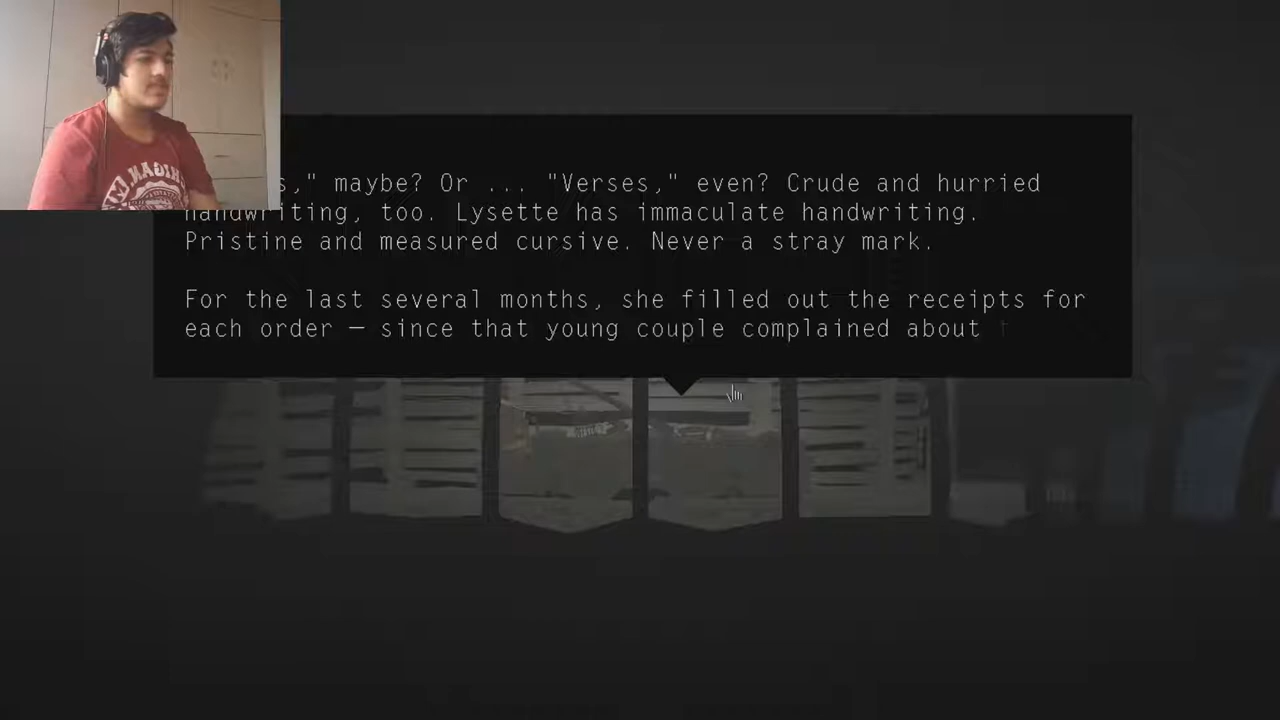 s," maybe? Or ... "Verses," even? Crude and hurried
handwriting, too. Lysette has immaculate handwriting.
Pristine and measured cursive. Never a stray mark.
For the last several months, she filled out the receipts for
each order — since that young couple complained about t